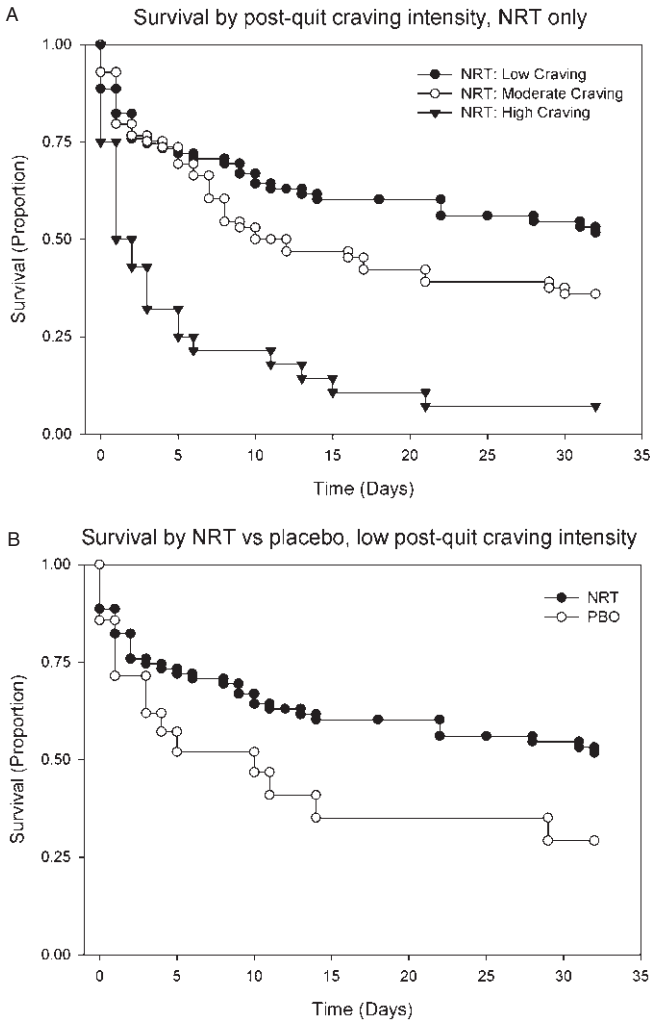 A
Survival by post-quit craving intensity, NRT only
1.00
0.75
0.50
0.25
0.00
Survival (Proportion)
NRT: Low Craving
NRT: Moderate Craving
NRT: High Craving
0 5 10 15 20 25 30 35
Time (Days)
B
Survival by NRT vs placebo, low post-quit craving intensity
1.00
0.75
0.50
0.25
0.00
Survival (Proportion)
NRT
PBO
0 5 10 15 20 25 30 35
Time (Days)